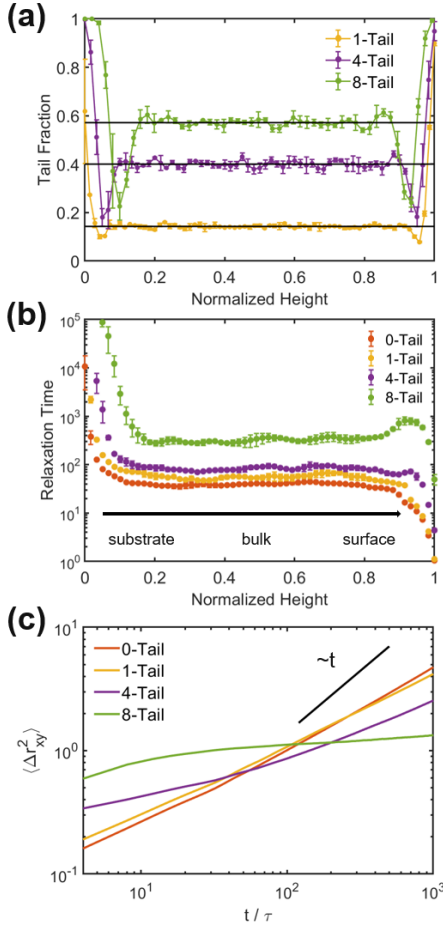 (a)
1
0.8
0.6
0.4
0.2
0
Tail Fraction
1-Tail
4-Tail
8-Tail
0 0.2 0.4 0.6 0.8 1
Normalized Height
(b)
10^5
10^4
10^3
10^2
10^1
10^0
Relaxation Time
0-Tail
1-Tail
4-Tail
8-Tail
substrate bulk surface
0 0.2 0.4 0.6 0.8 1
Normalized Height
(c)
10^1
10^0
10^-1
⟨Δr²xy⟩
0-Tail
1-Tail
4-Tail
8-Tail
~t
10^1 10^2 10^3
t / τ